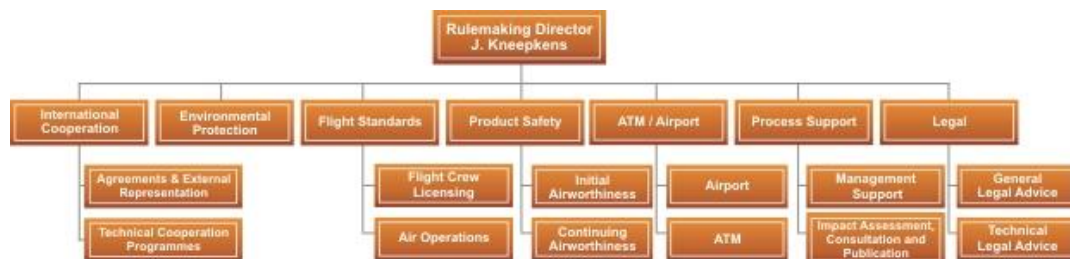 Rulemaking Director
J. Kneepkens
International
Cooperation
Environmental
Protection
Flight Standards
Product Safety
ATM / Airport
Process Support
Legal
Agreements & External
Representation
Flight Crew
Licensing
Initial
Airworthiness
Airport
Management
Support
General
Legal Advice
Technical Cooperation
Programmes
Air Operations
Continuing
Airworthiness
ATM
Impact Assessment,
Consultation and
Publication
Technical
Legal Advice